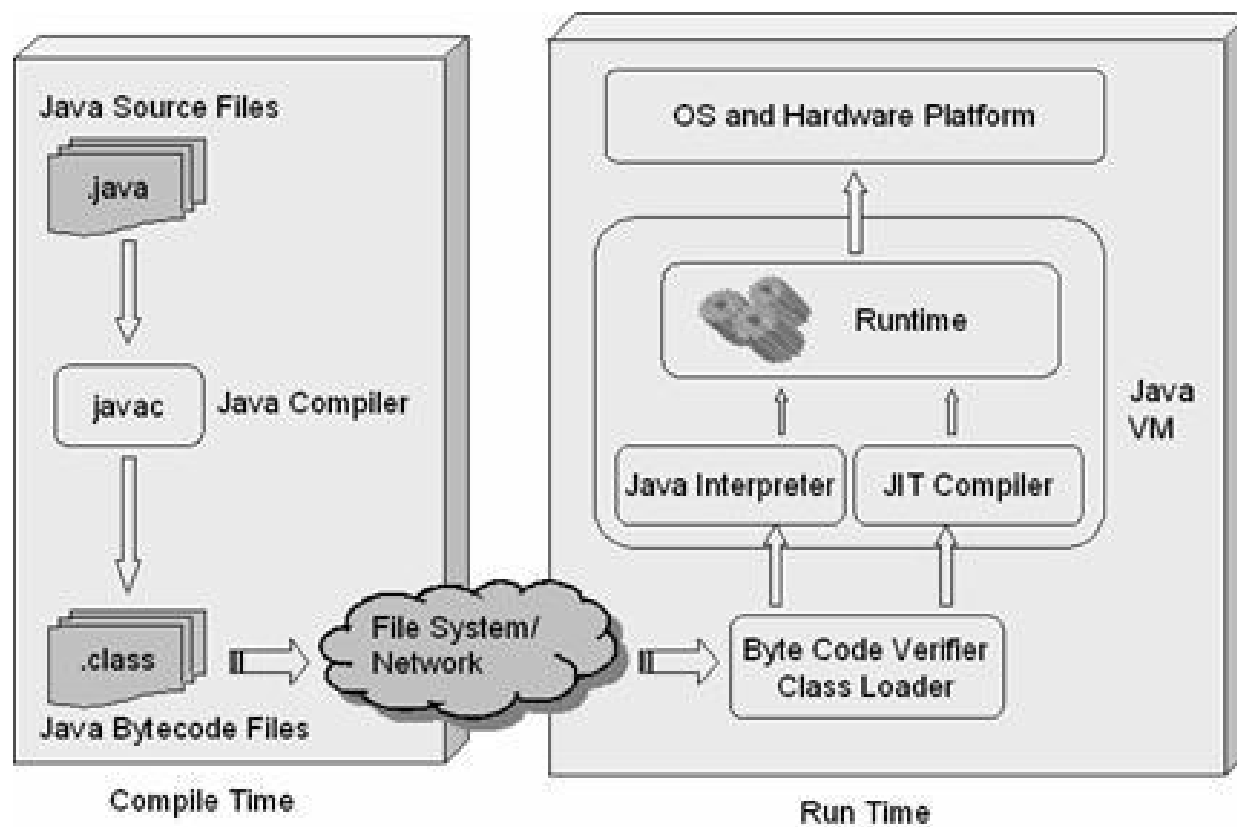 Java Source Files
.java
javac
Java Compiler
.class
Java Bytecode Files
Compile Time
File System/
Network
OS and Hardware Platform
Runtime
Java
VM
Java Interpreter
JIT Compiler
Byte Code Verifier
Class Loader
Run Time